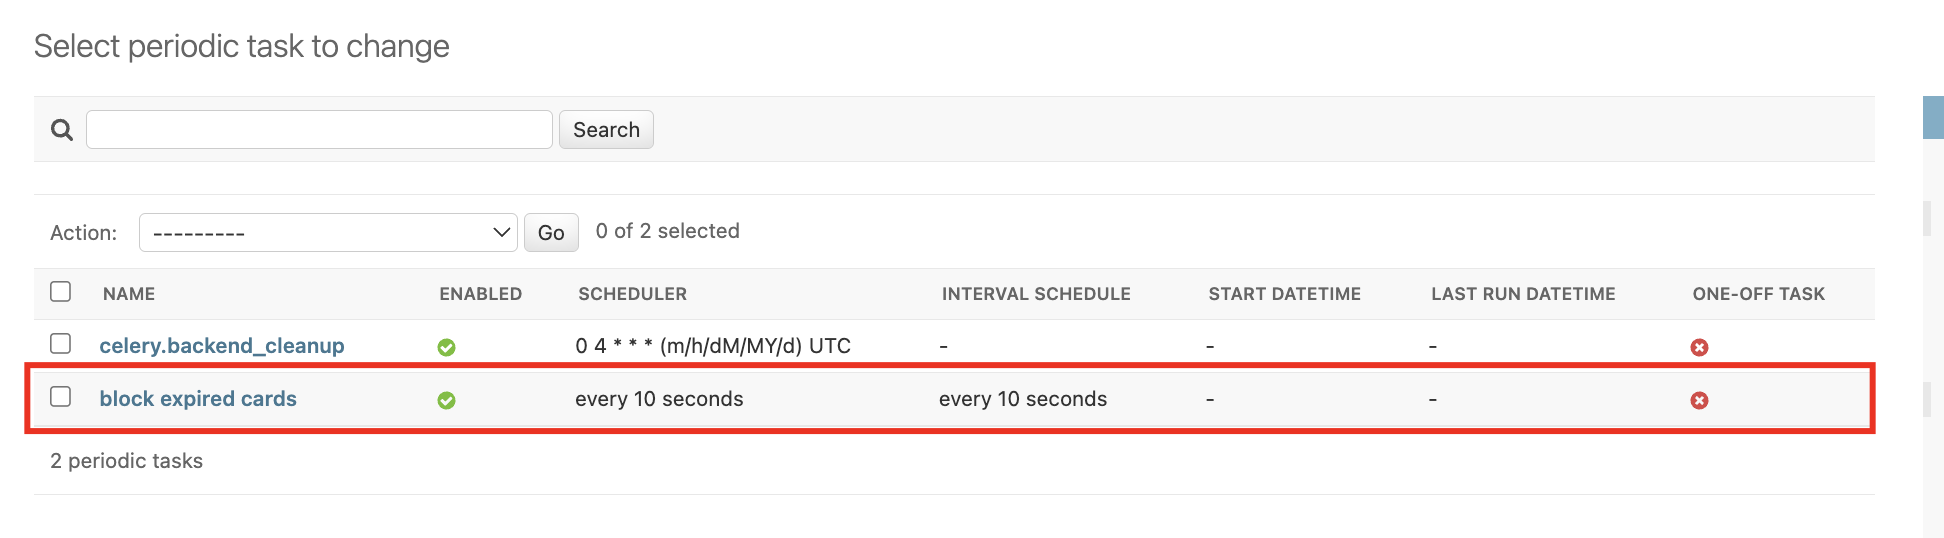 Select periodic task to change
Search
Action: --------- Go 0 of 2 selected
NAME ENABLED SCHEDULER INTERVAL SCHEDULE START DATETIME LAST RUN DATETIME ONE-OFF TASK
celery.backend_cleanup 0 4 * * * (m/h/dM/MY/d) UTC - - -
block expired cards every 10 seconds every 10 seconds - -
2 periodic tasks